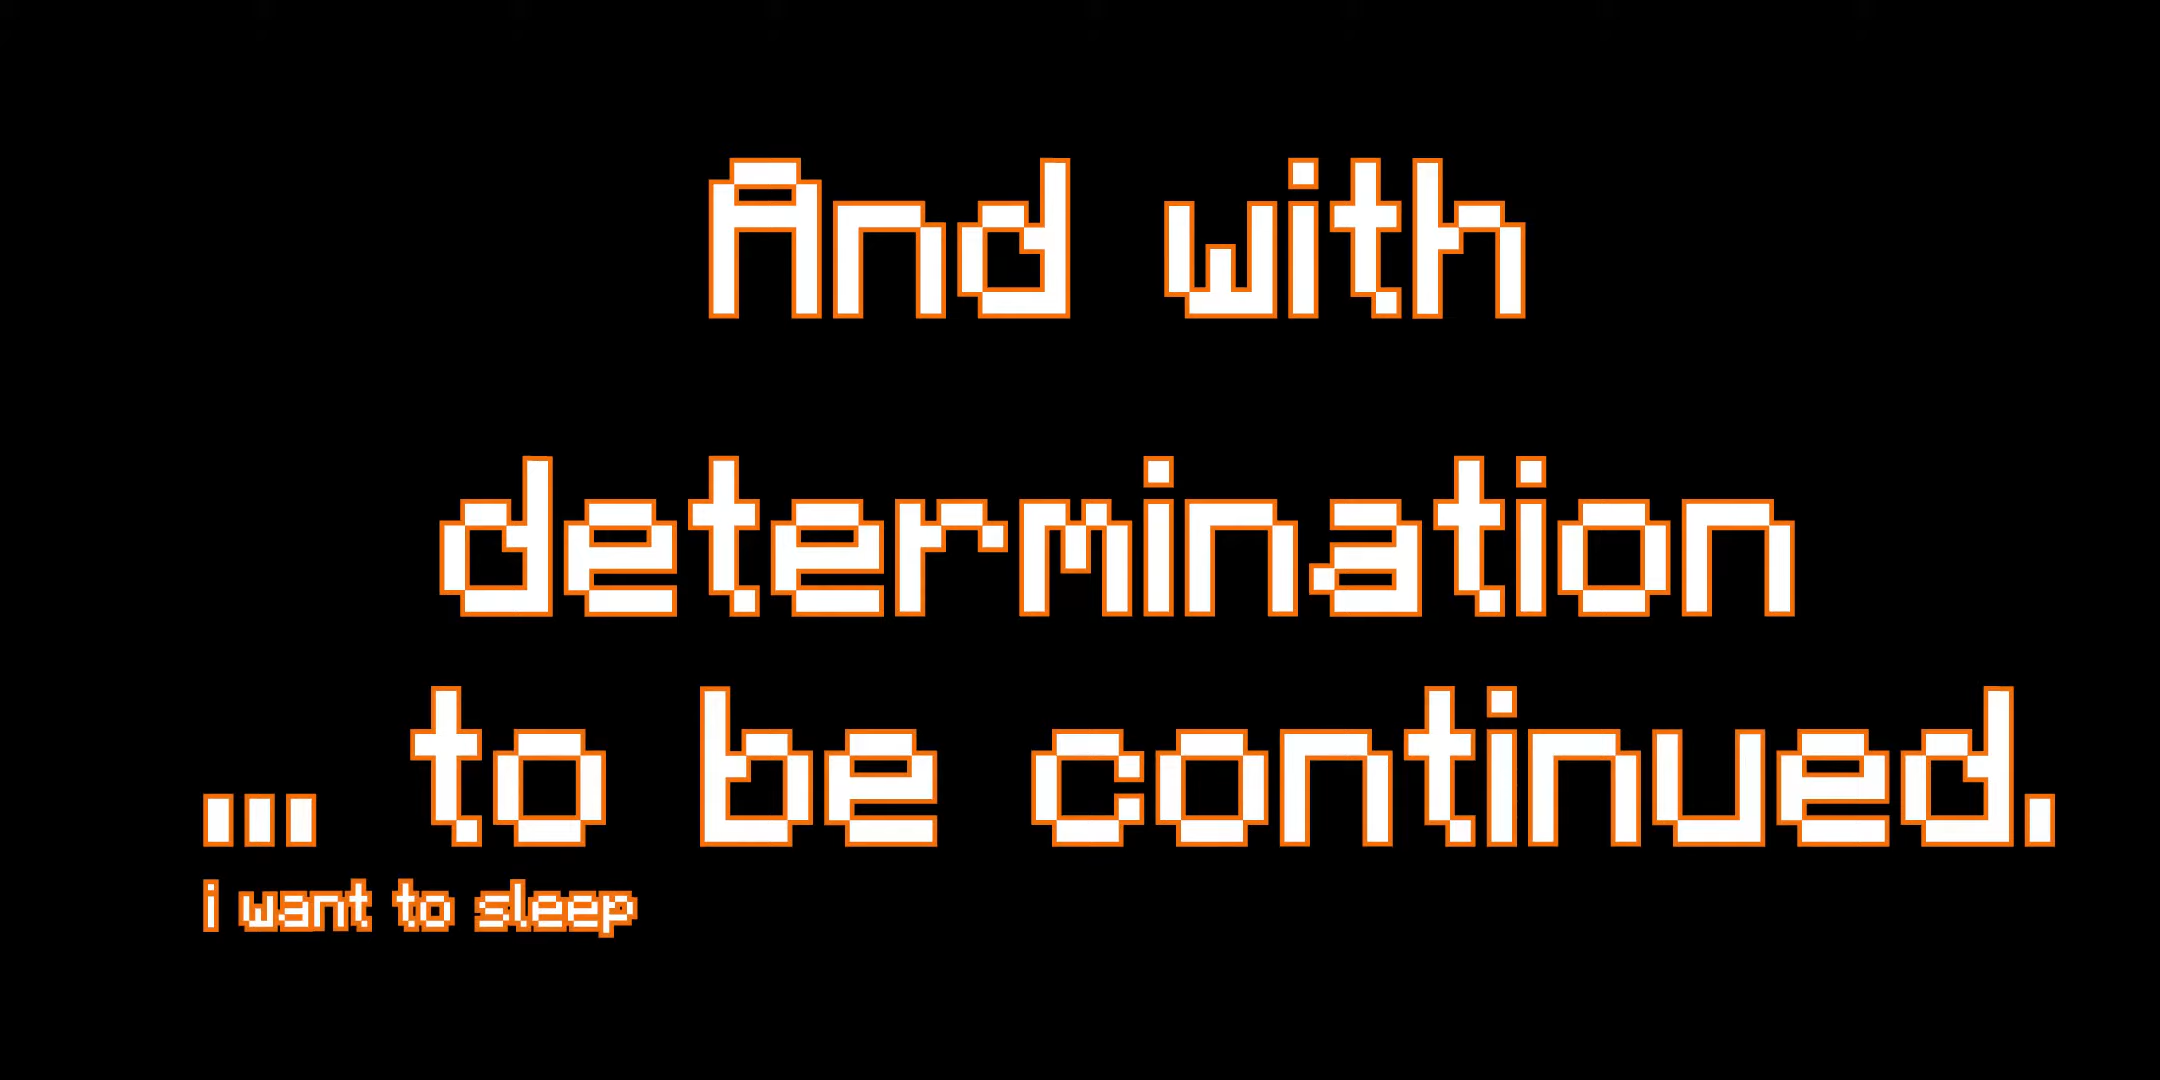 And with
determination
... to be continued.
i want to sleep